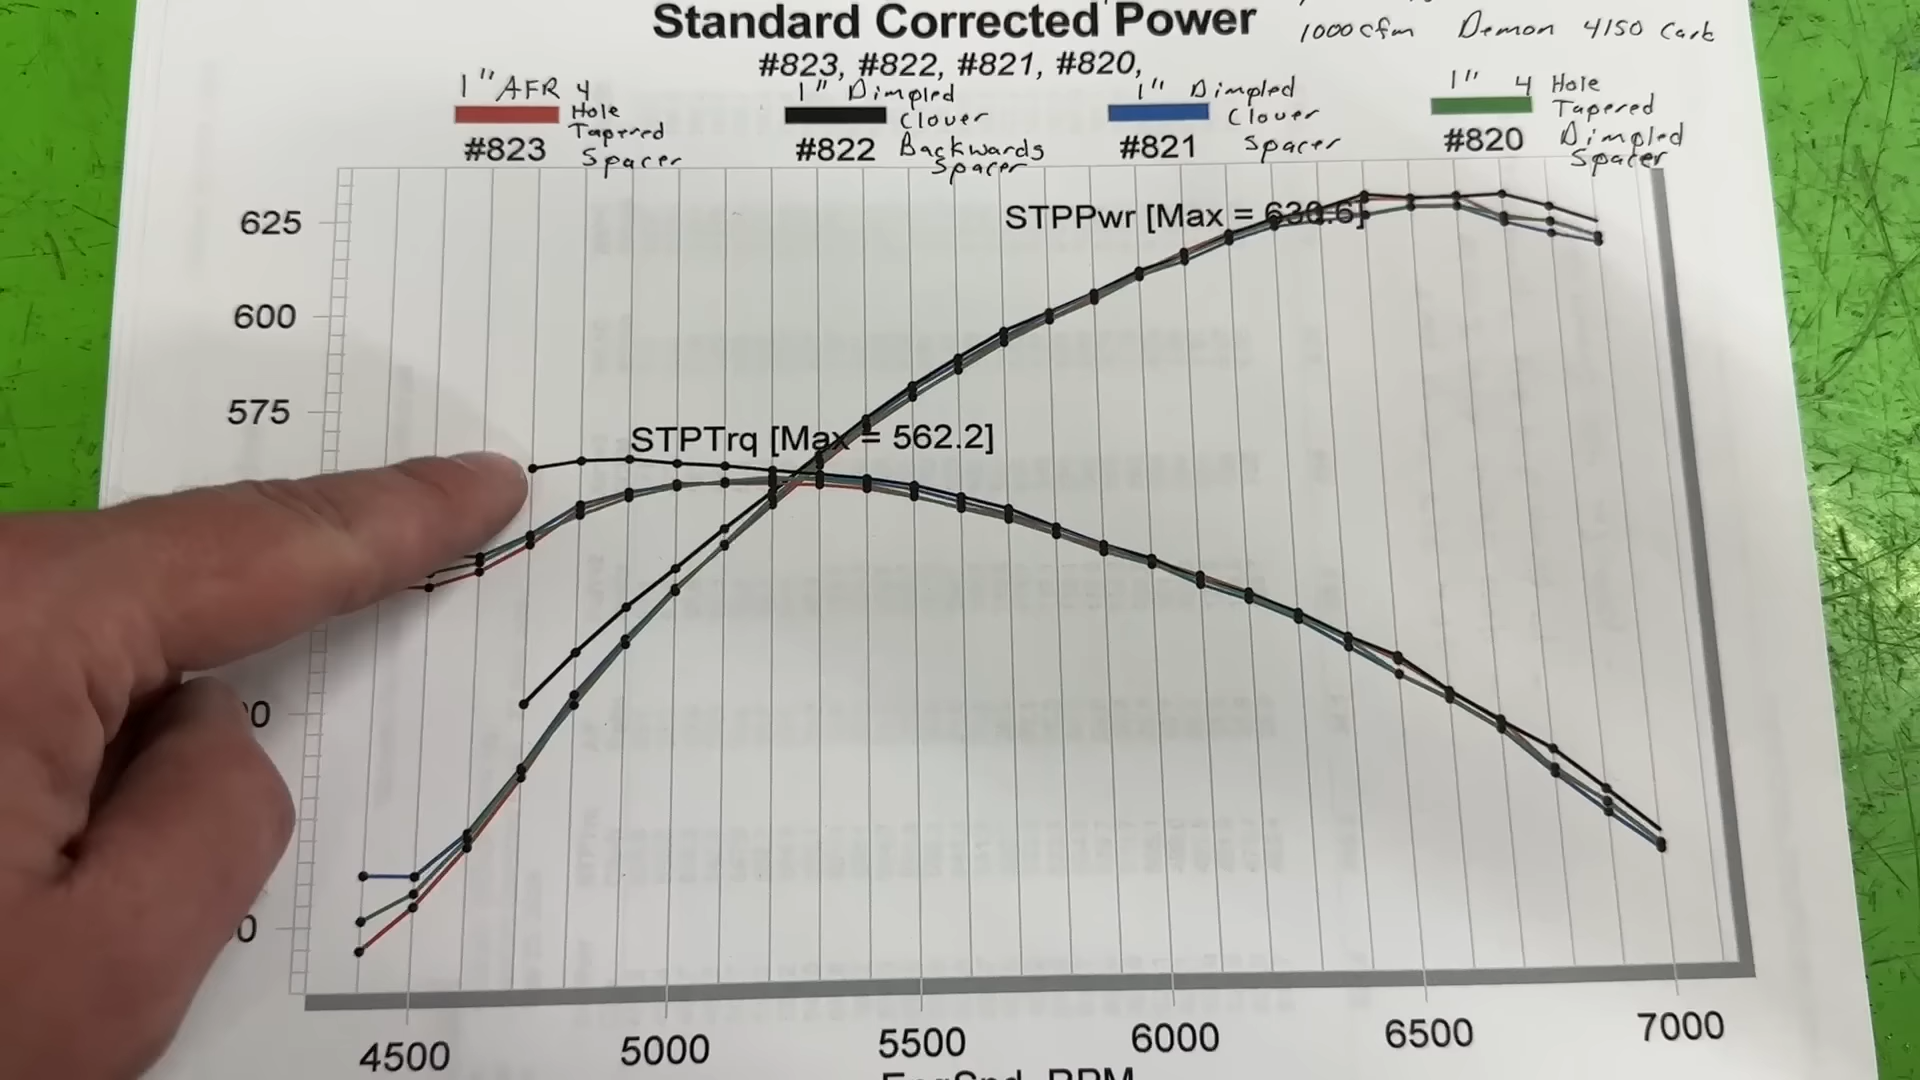 Standard Corrected Power
1000cfm Demon 4150 Carb
#823, #822, #821, #820,
1" AFR 4
Hole
Tapered
Spacer
#823
1" Dimpled
Clover
Backwards
Spacer
#822
1" Dimpled
Clover
Spacer
#821
1" 4 Hole
Tapered
Dimpled
Spacer
#820
625
STPPwr [Max = 630.6]
600
575
STPTrq [Max = 562.2]
4500 5000 5500 6000 6500 7000